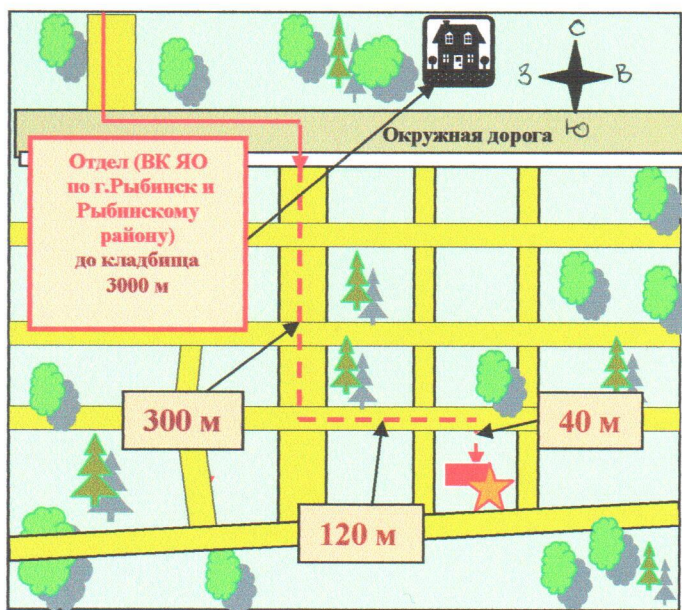 С
З
В
Ю
Окружная дорога
Отдел (ВК ЯО
по г.Рыбинск и
Рыбинскому
району)
до кладбища
3000 м
300 м
40 м
120 м